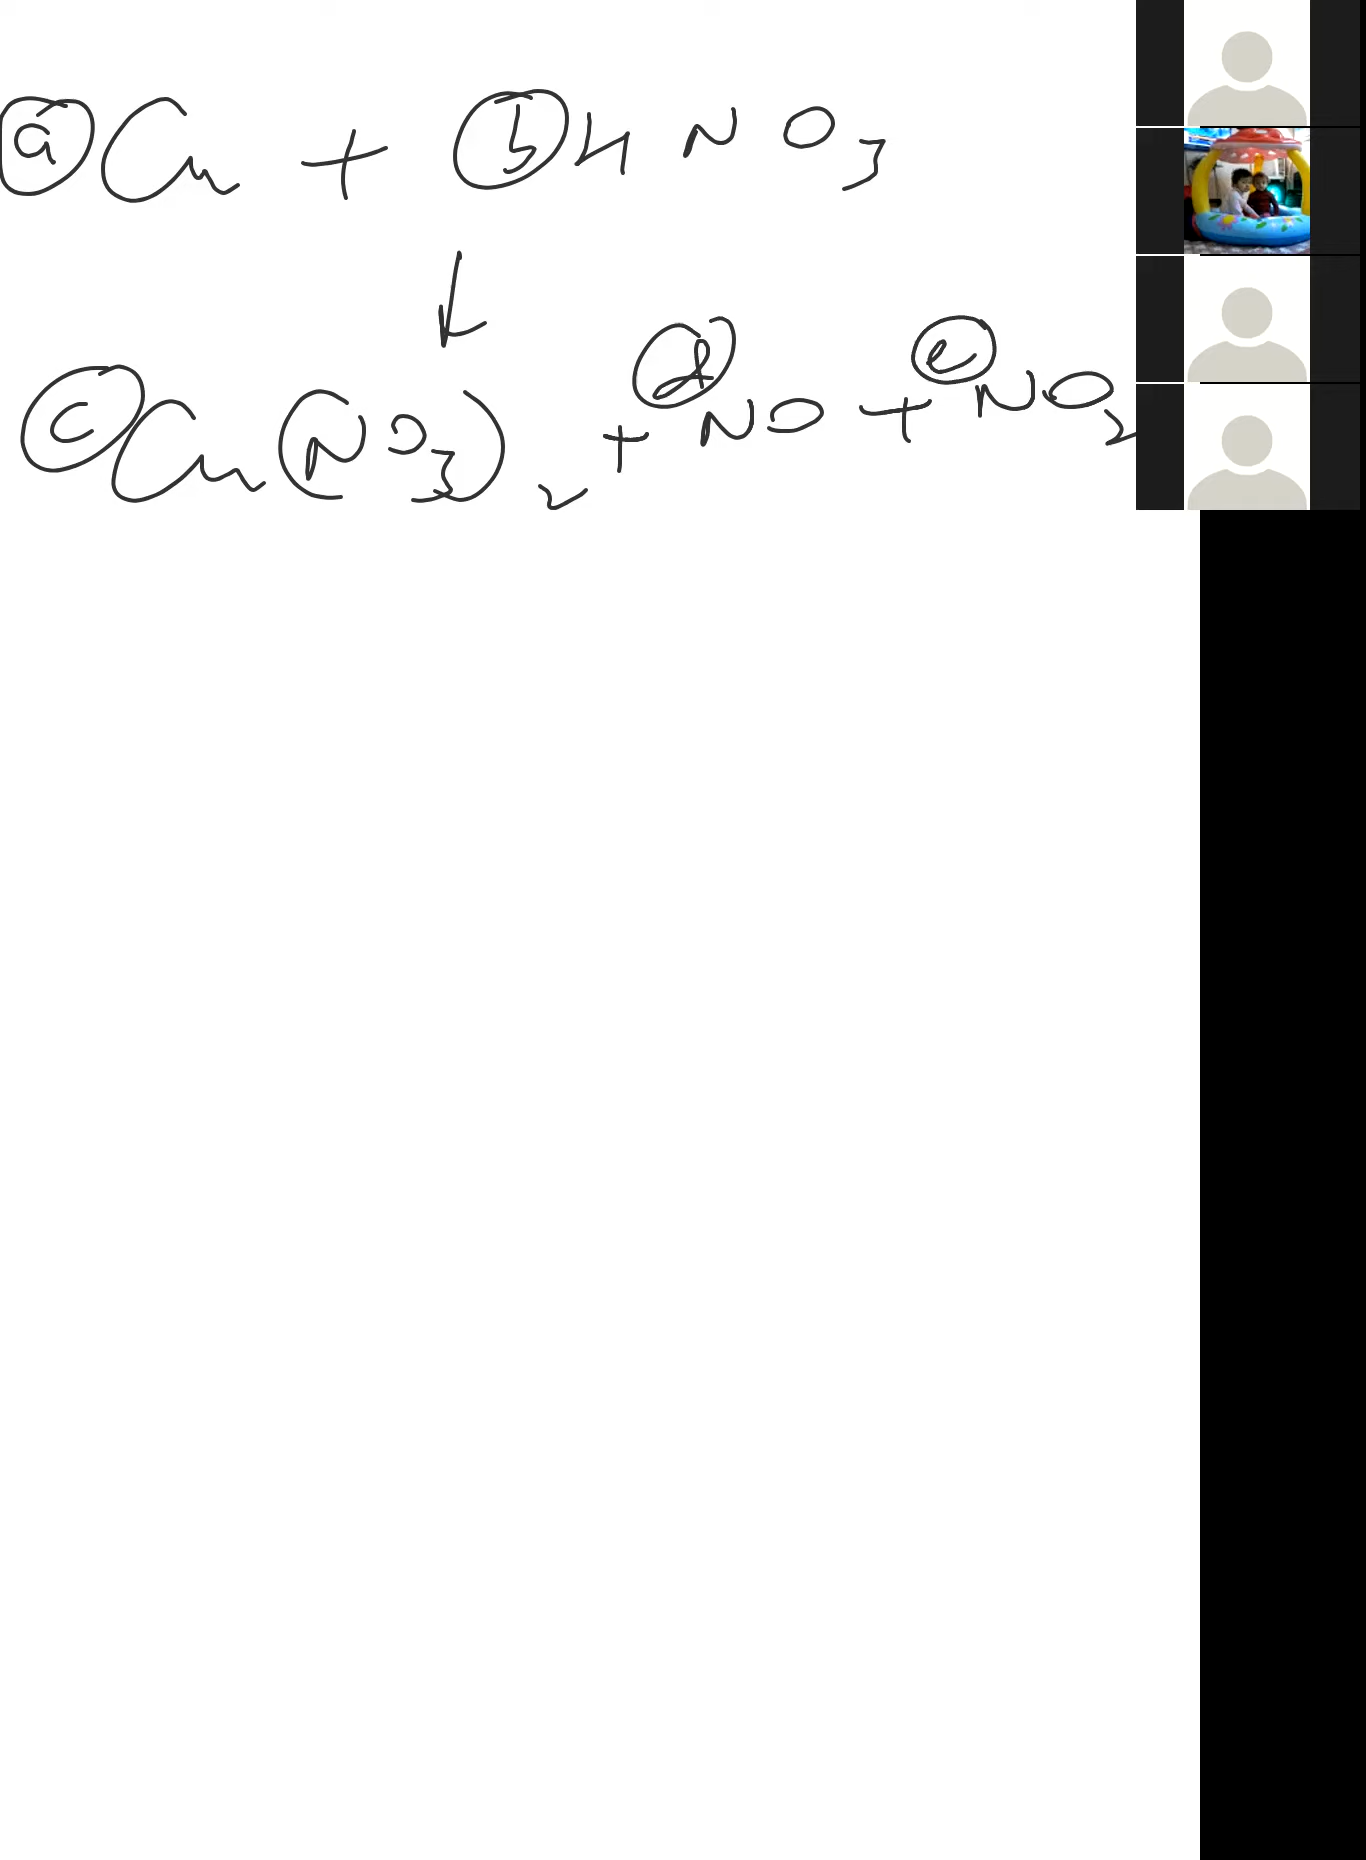 ⓐ Cu + ⓑ HNO₃
↓
ⓒ Cu(NO₃)₂ + ⓓ NO + ⓔ NO₂